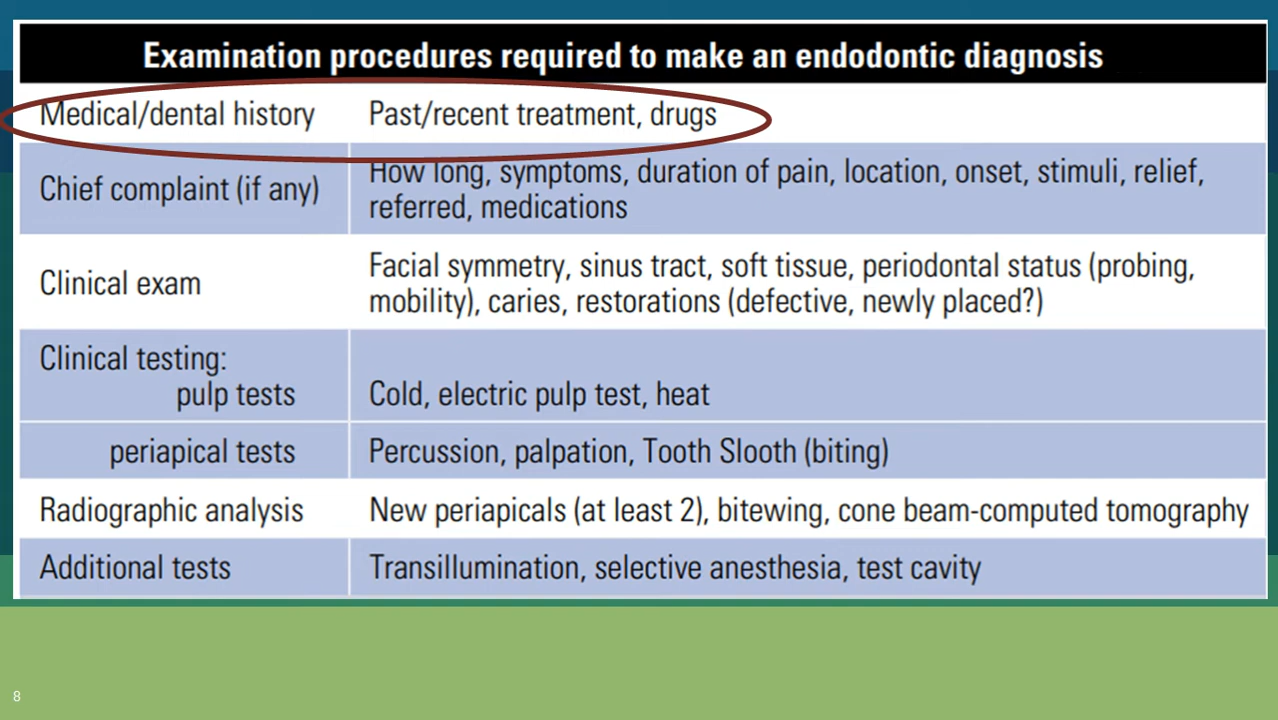 Examination procedures required to make an endodontic diagnosis
Medical/dental history Past/recent treatment, drugs
Chief complaint (if any) How long, symptoms, duration of pain, location, onset, stimuli, relief,
referred, medications
Clinical exam Facial symmetry, sinus tract, soft tissue, periodontal status (probing,
mobility), caries, restorations (defective, newly placed?)
Clinical testing:
pulp tests Cold, electric pulp test, heat
periapical tests Percussion, palpation, Tooth Slooth (biting)
Radiographic analysis New periapicals (at least 2), bitewing, cone beam-computed tomography
Additional tests Transillumination, selective anesthesia, test cavity
8